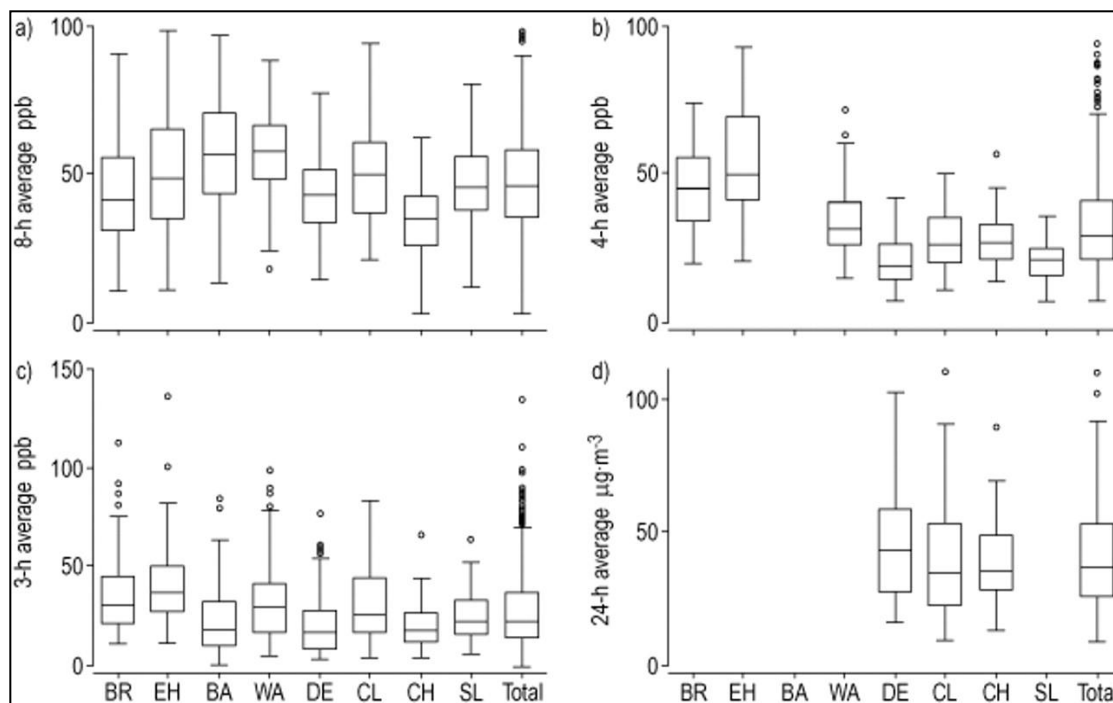 a)
8-h average ppb
100
50
0
b)
4-h average ppb
100
50
0
c)
3-h average ppb
150
100
50
0
BR EH BA WA DE CL CH SL Total
d)
24-h average µg·m-3
100
50
0
BR EH BA WA DE CL CH SL Total